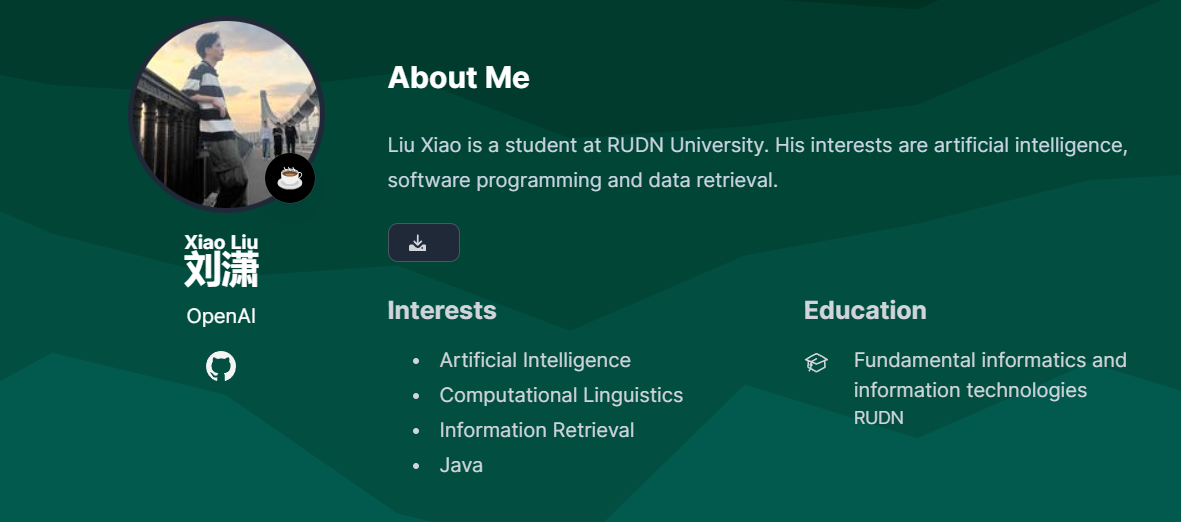 Xiao Liu
刘潇
OpenAI
About Me
Liu Xiao is a student at RUDN University. His interests are artificial intelligence,
software programming and data retrieval.
Interests
Artificial Intelligence
Computational Linguistics
Information Retrieval
Java
Education
Fundamental informatics and
information technologies
RUDN